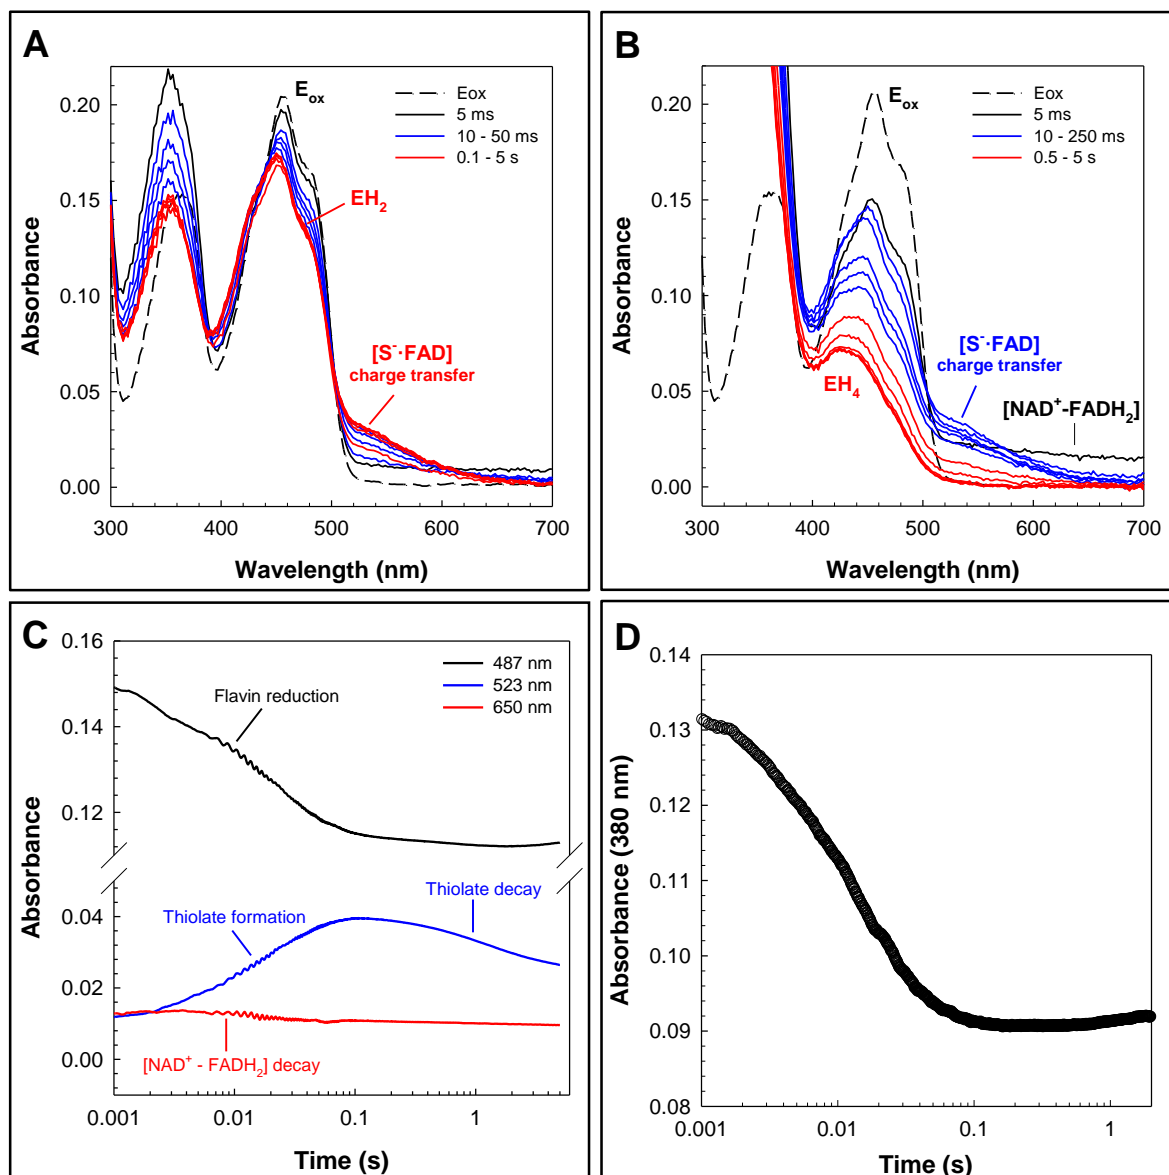 A
E_ox
Eox
5 ms
10 - 50 ms
0.1 - 5 s
EH_2
[S^-·FAD]
charge transfer
0.20
0.15
0.10
0.05
0.00
Absorbance
300 400 500 600 700
Wavelength (nm)
B
E_ox
Eox
5 ms
10 - 250 ms
0.5 - 5 s
[S^-·FAD]
charge transfer
[NAD^+-FADH_2]
EH_4
0.20
0.15
0.10
0.05
0.00
Absorbance
300 400 500 600 700
Wavelength (nm)
C
487 nm
523 nm
650 nm
Flavin reduction
Thiolate decay
Thiolate formation
[NAD^+ - FADH_2] decay
0.16
0.14
0.12
0.04
0.02
0.00
Absorbance
0.001 0.01 0.1 1
Time (s)
D
0.14
0.13
0.12
0.11
0.10
0.09
0.08
Absorbance (380 nm)
0.001 0.01 0.1 1
Time (s)